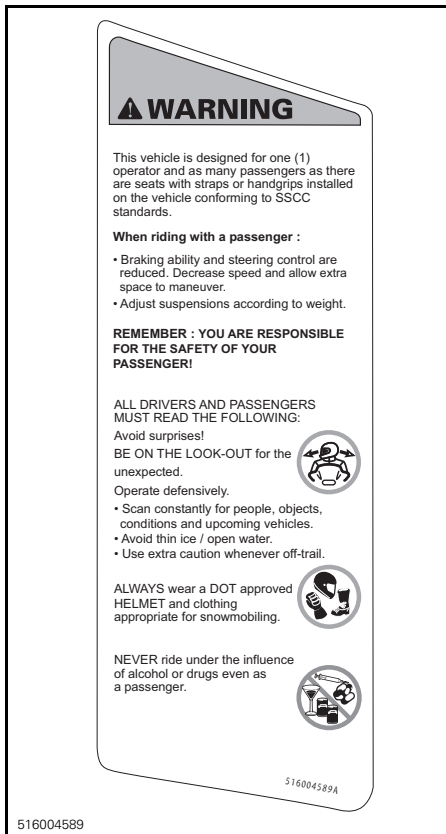 WARNING
This vehicle is designed for one (1)
operator and as many passengers as there
are seats with straps or handgrips installed
on the vehicle conforming to SSCC
standards.
When riding with a passenger :
• Braking ability and steering control are
reduced. Decrease speed and allow extra
space to maneuver.
• Adjust suspensions according to weight.
REMEMBER : YOU ARE RESPONSIBLE
FOR THE SAFETY OF YOUR
PASSENGER!
ALL DRIVERS AND PASSENGERS
MUST READ THE FOLLOWING:
Avoid surprises!
BE ON THE LOOK-OUT for the
unexpected.
Operate defensively.
• Scan constantly for people, objects,
conditions and upcoming vehicles.
• Avoid thin ice / open water.
• Use extra caution whenever off-trail.
ALWAYS wear a DOT approved
HELMET and clothing
appropriate for snowmobiling.
NEVER ride under the influence
of alcohol or drugs even as
a passenger.
516004589A
516004589